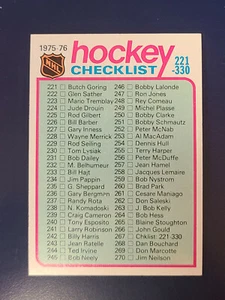 1975-76
NHL
hockey
CHECKLIST
221
-330
221 Butch Goring
222 Glen Sather
223 Mario Tremblay
224 Jude Drouin
225 Rod Gilbert
226 Bill Barber
227 Gary Inness
228 Wayne Merrick
229 Rod Seiling
230 Tom Lysiak
231 Bob Dailey
232 M. Belhumeur
233 Bill Hajt
234 Jim Pappin
235 G. Sheppard
236 Gary Bergman
237 Randy Rota
238 N. Komadoski
239 Craig Cameron
240 Tony Esposito
241 Larry Robinson
242 Billy Harris
243 Jean Ratelle
244 Ted Irvine
245 Bob Neely
246 Bobby Lalonde
247 Ron Jones
248 Rey Comeau
249 Michel Plasse
250 Bobby Clarke
251 Bobby Schmautz
252 Peter McNab
253 Al MacAdam
254 Dennis Hull
255 Terry Harper
256 Peter McDuffe
257 Jean Hamel
258 Jacques Lemaire
259 Bob Nystrom
260 Brad Park
261 Cesare Maniago
262 Don Saleski
263 J. Bob Kelly
264 Bob Hess
265 Blaine Stoughton
266 John Gould
267 Chklist. 221-330
268 Dan Bouchard
269 Don Marcotte
270 Jim Neilson